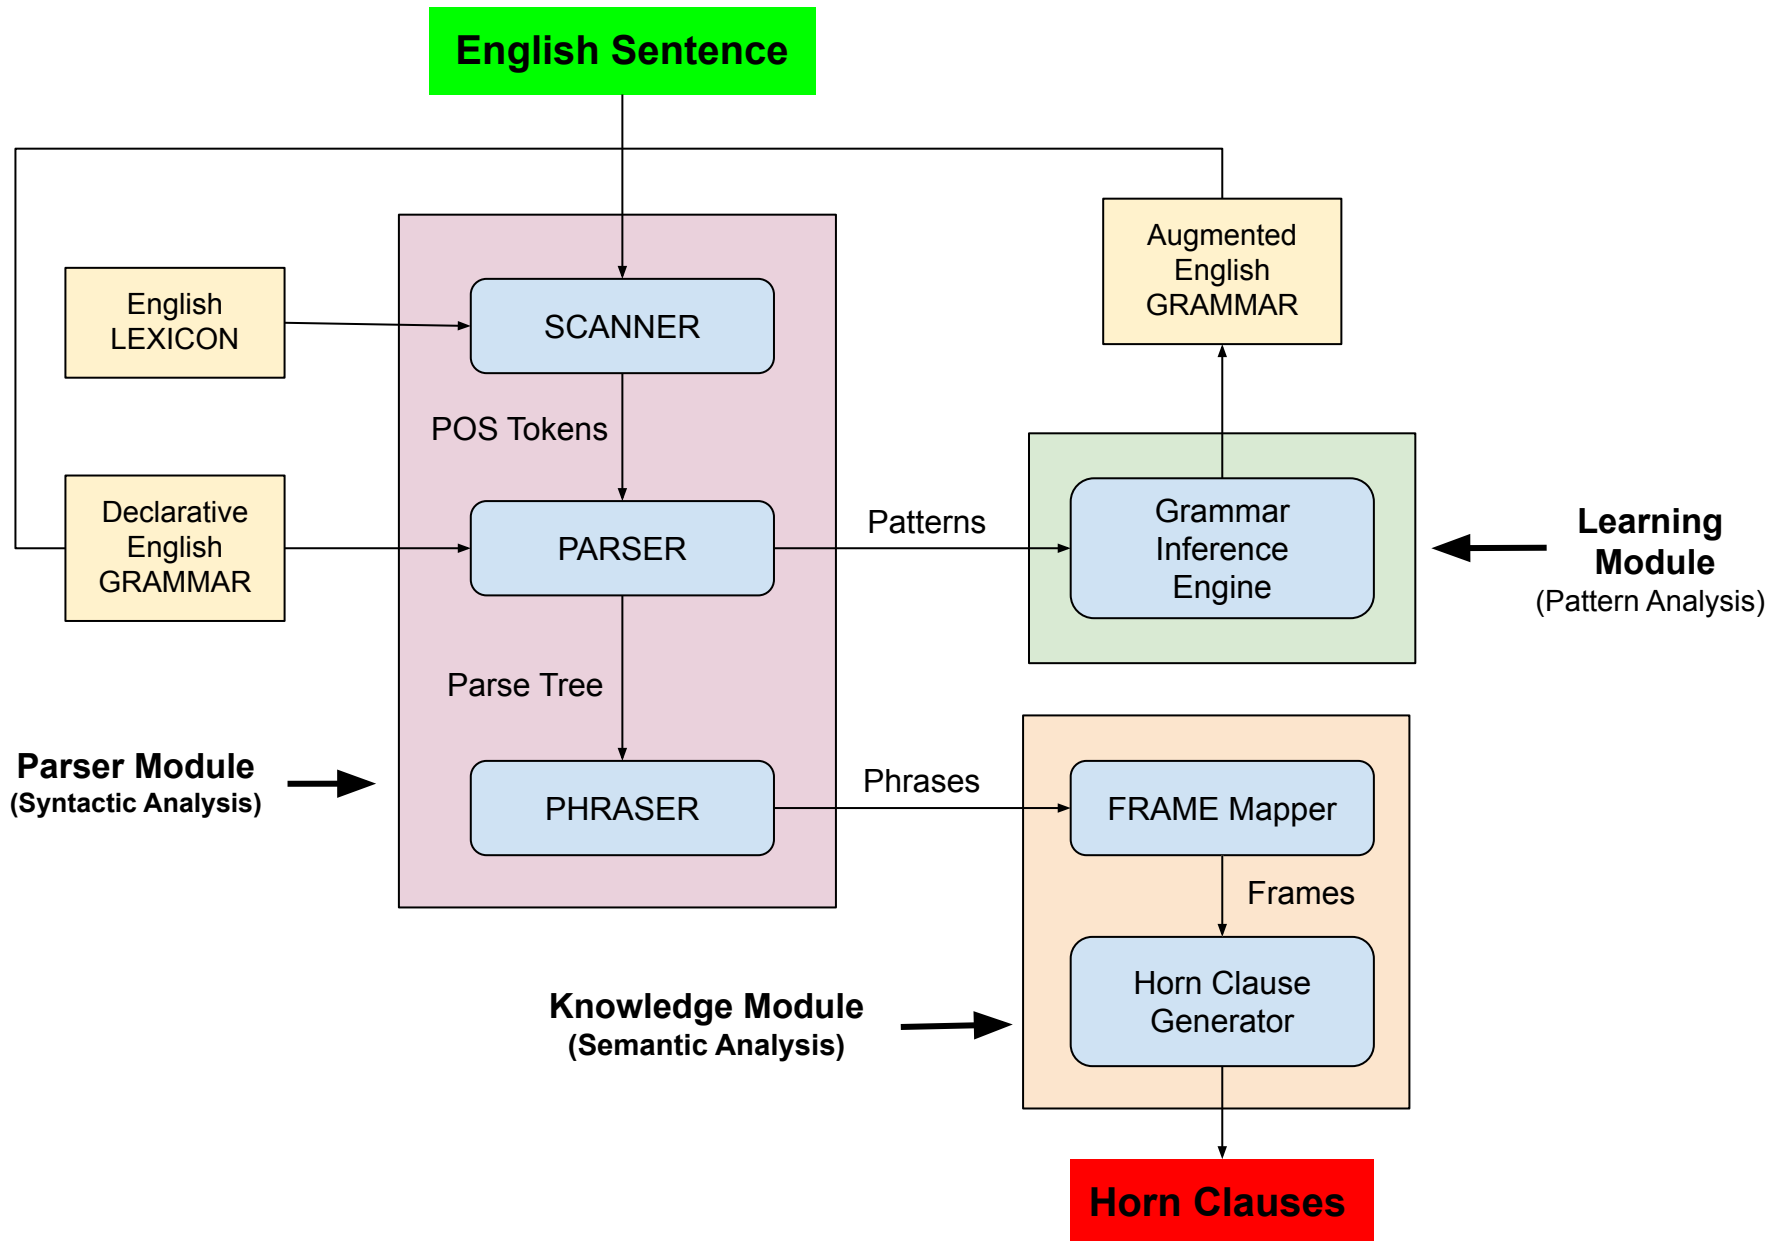 English Sentence
Augmented
English
GRAMMAR
English
LEXICON
SCANNER
POS Tokens
Declarative
English
GRAMMAR
PARSER
Patterns
Grammar
Inference
Engine
Learning
Module
(Pattern Analysis)
Parse Tree
Parser Module
(Syntactic Analysis)
PHRASER
Phrases
FRAME Mapper
Frames
Knowledge Module
(Semantic Analysis)
Horn Clause
Generator
Horn Clauses